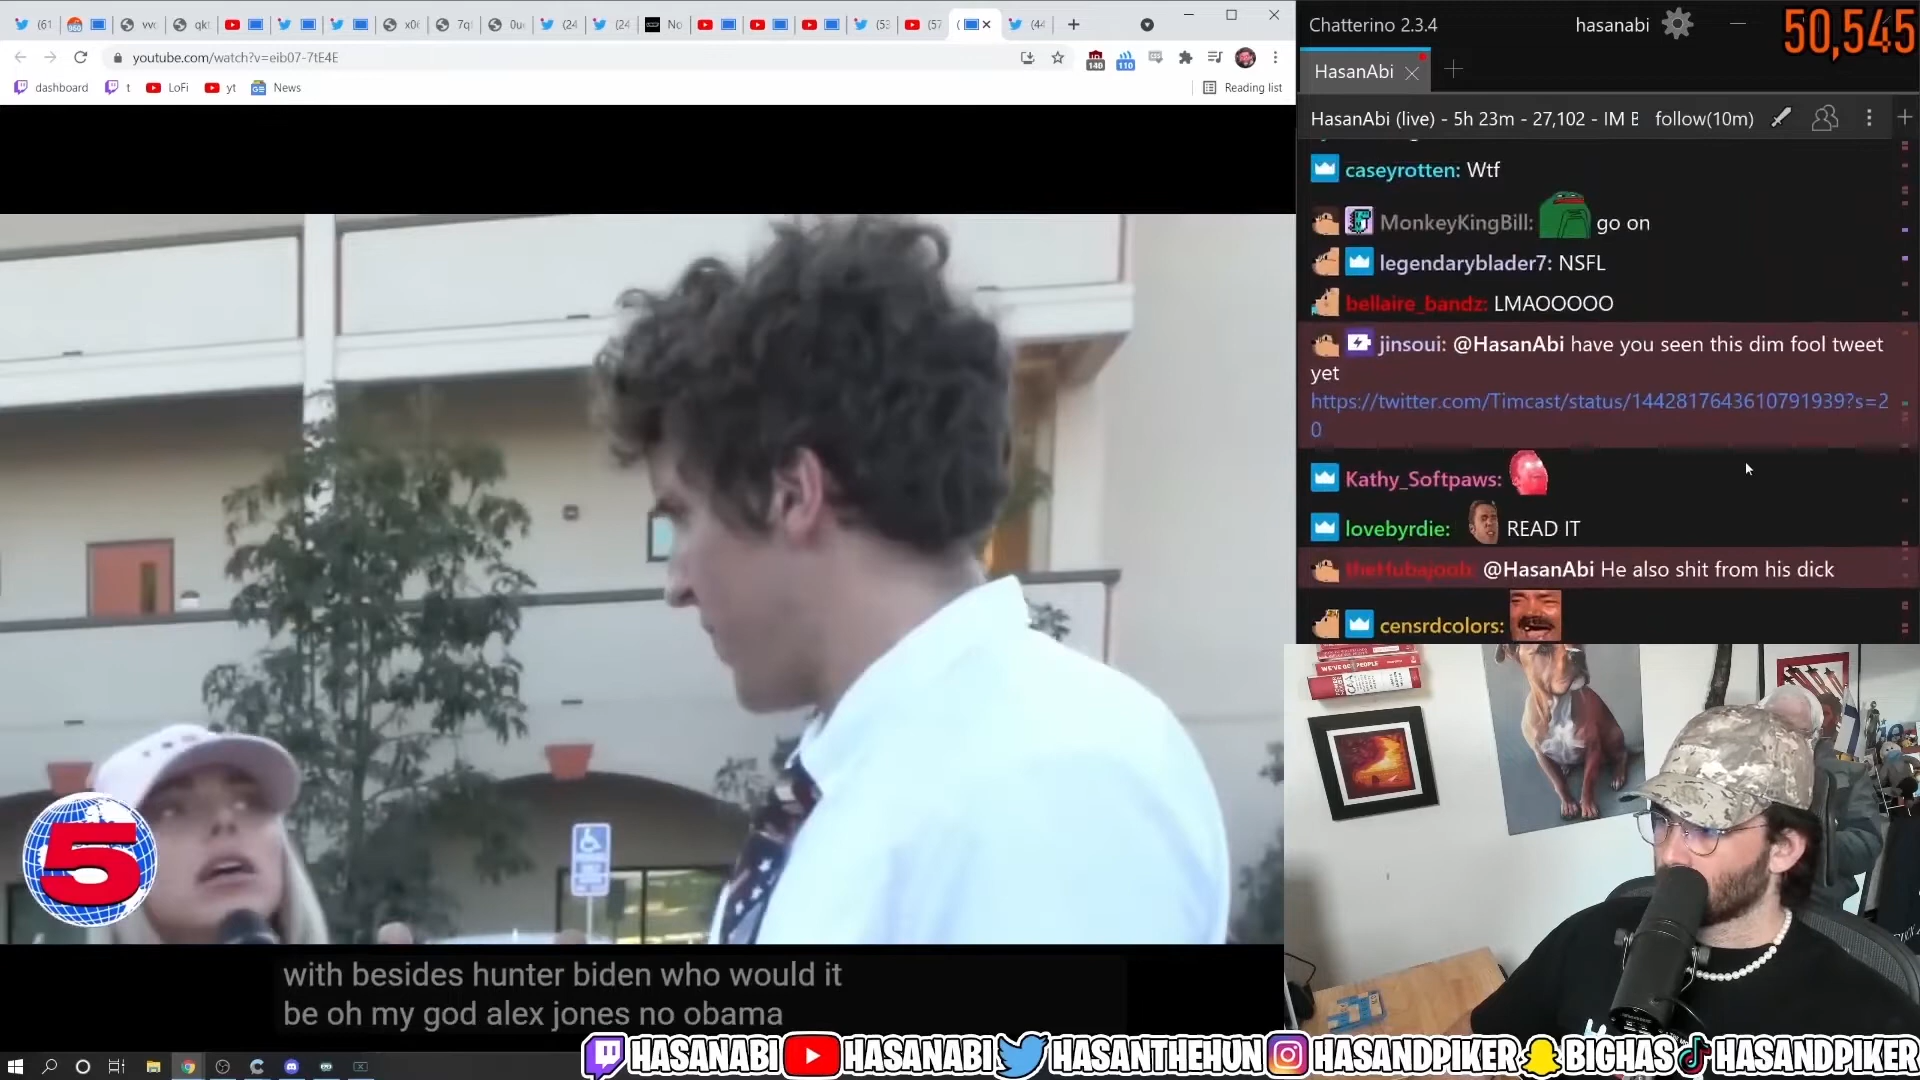 youtube.com/watch?v=eib07-7tE4E
dashboard
t
LoFi
yt
News
Reading list
Chatterino 2.3.4
hasanabi
50,545
HasanAbi
HasanAbi (live) - 5h 23m - 27,102 - IM B
follow(10m)
caseyrotten: Wtf
MonkeyKingBill: go on
legendaryblader7: NSFL
bellaire_bandz: LMAOOOOO
jinsoui: @HasanAbi have you seen this dim fool tweet
yet
https://twitter.com/Timcast/status/1442817643610791939?s=2
0
Kathy_Softpaws:
lovebyrdie: READ IT
@HasanAbi He also shit from his dick
censrdcolors:
5
with besides hunter biden who would it
be oh my god alex jones no obama
HASANABI HASANABI HASANTHEHUN HASANDPIKER BIGHAS HASANDPIKER